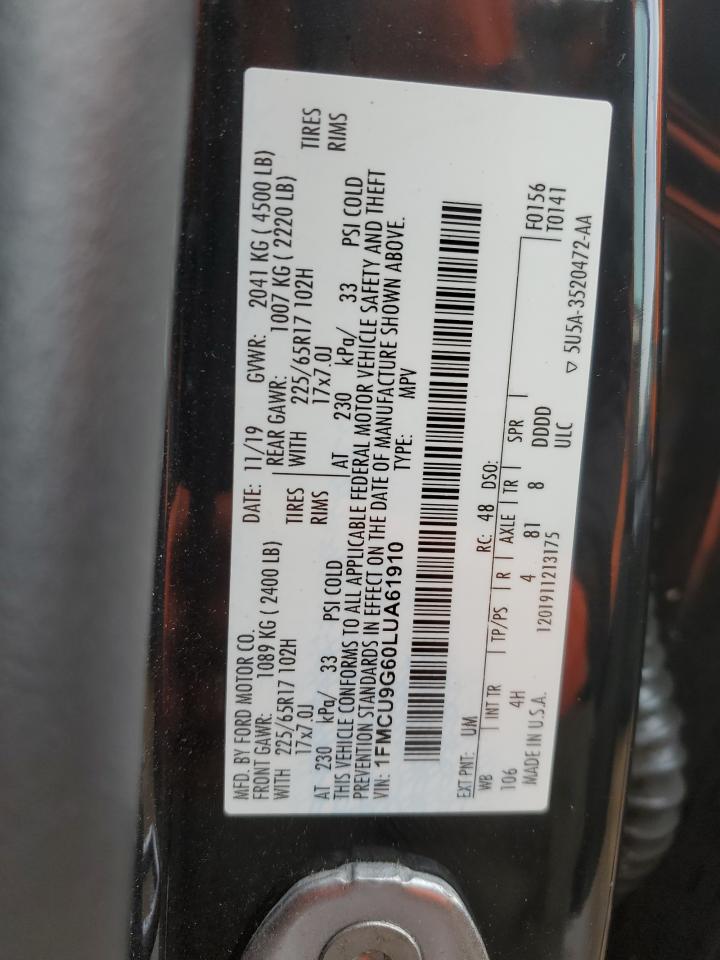 MFD. BY FORD MOTOR CO.
DATE: 11/19 GVWR: 2041 KG ( 4500 LB)
FRONT GAWR: 1089 KG ( 2400 LB) REAR GAWR: 1007 KG ( 2220 LB)
WITH 225/65R17 102H TIRES WITH 225/65R17 102H TIRES
17x7.0J RIMS 17x7.0J RIMS
AT 230 kPa/ 33 PSI COLD AT 230 kPa/ 33 PSI COLD
THIS VEHICLE CONFORMS TO ALL APPLICABLE FEDERAL MOTOR VEHICLE SAFETY AND THEFT
PREVENTION STANDARDS IN EFFECT ON THE DATE OF MANUFACTURE SHOWN ABOVE.
VIN: 1FMCU9G60LUA61910 TYPE: MPV
EXT PNT: UM RC: 48 DSO: F0156
WB INT TR TP/PS R AXLE TR SPR T0141
106 4H 4 81 8 DDDD
MADE IN U.S.A. 1201911213175 ULC ▽ 5U5A-3520472-AA